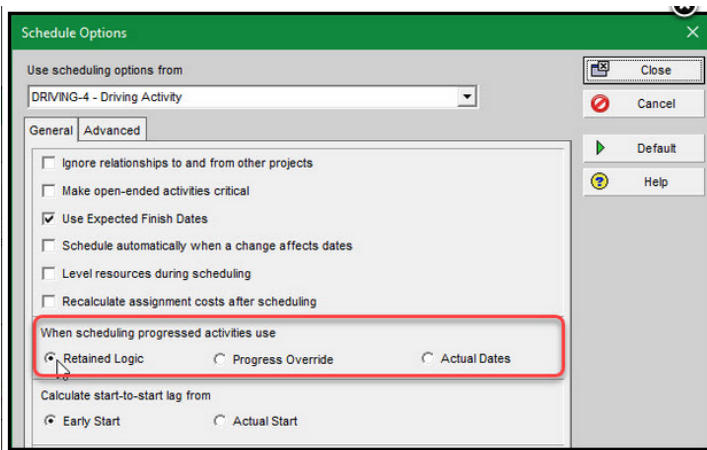 Schedule Options
Use scheduling options from
Close
DRIVING-4 - Driving Activity
Cancel
General Advanced
Default
Ignore relationships to and from other projects
Help
Make open-ended activities critical
Use Expected Finish Dates
Schedule automatically when a change affects dates
Level resources during scheduling
Recalculate assignment costs after scheduling
When scheduling progressed activities use
Retained Logic Progress Override Actual Dates
Calculate start-to-start lag from
Early Start Actual Start